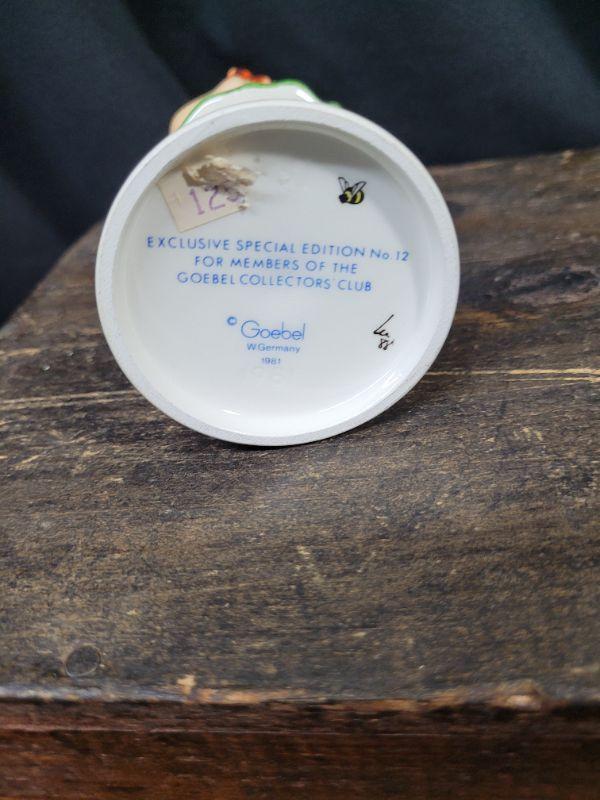 125
EXCLUSIVE SPECIAL EDITION No. 12
FOR MEMBERS OF THE
GOEBEL COLLECTORS' CLUB
© Goebel
W. Germany
1981